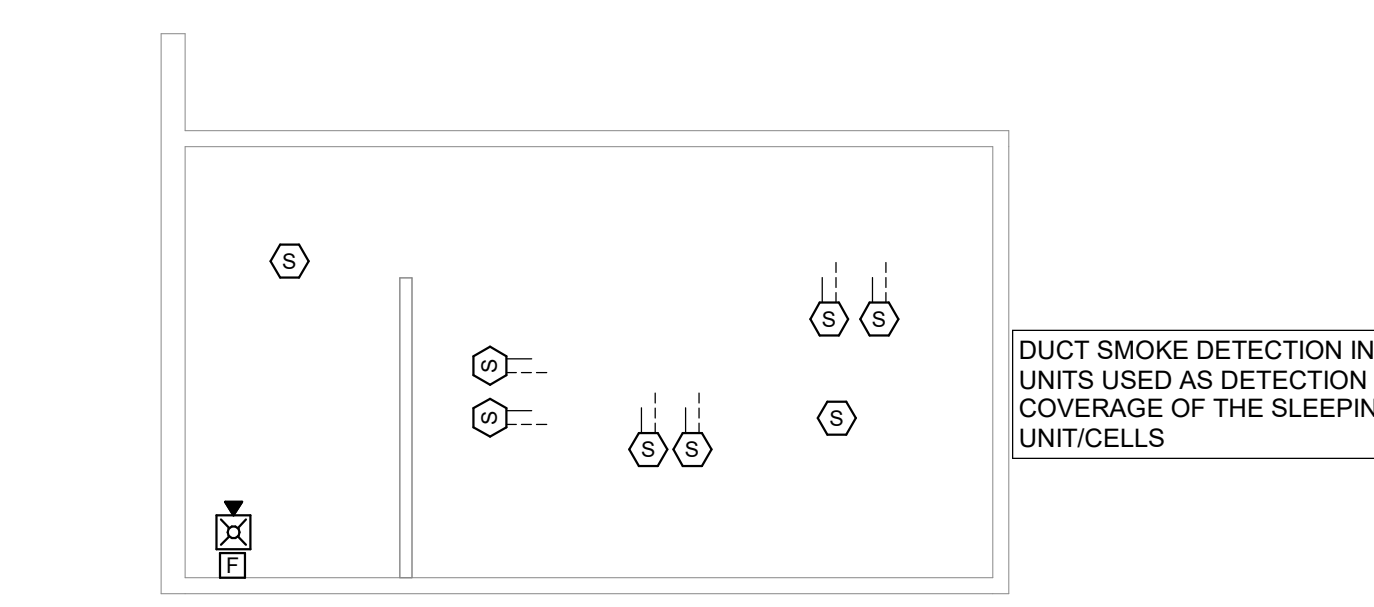 S
S S
S
S
S
S S
F
DUCT SMOKE DETECTION IN
UNITS USED AS DETECTION
COVERAGE OF THE SLEEPIN
UNIT/CELLS